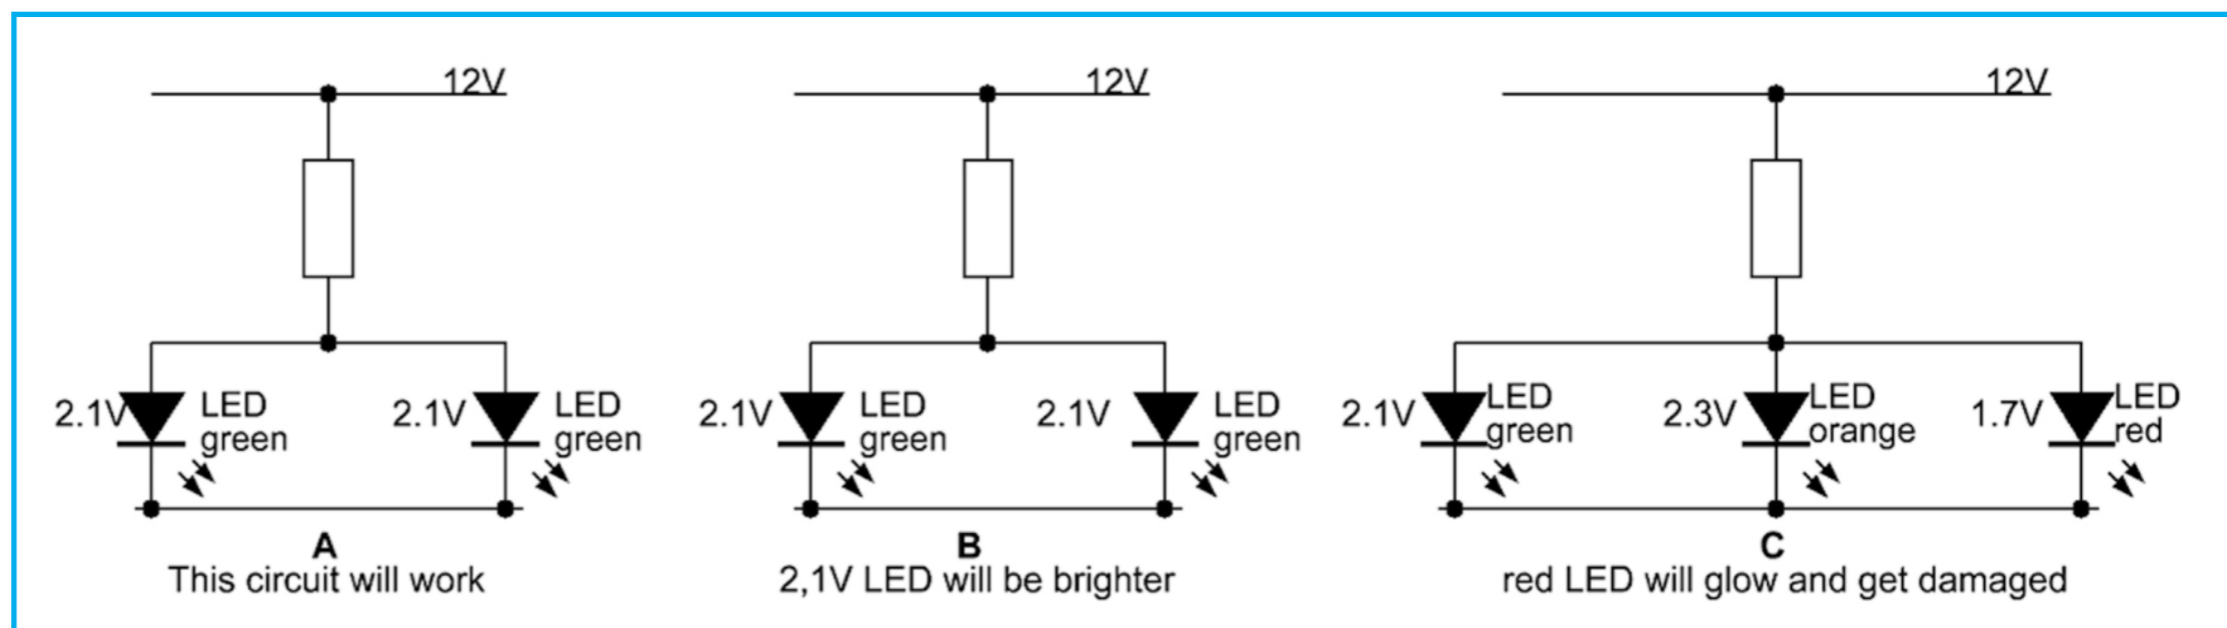 12V
2.1V
LED
green
2.1V
LED
green
A
This circuit will work
12V
2.1V
LED
green
2.1V
LED
green
B
2,1V LED will be brighter
12V
2.1V
LED
green
2.3V
LED
orange
1.7V
LED
red
C
red LED will glow and get damaged